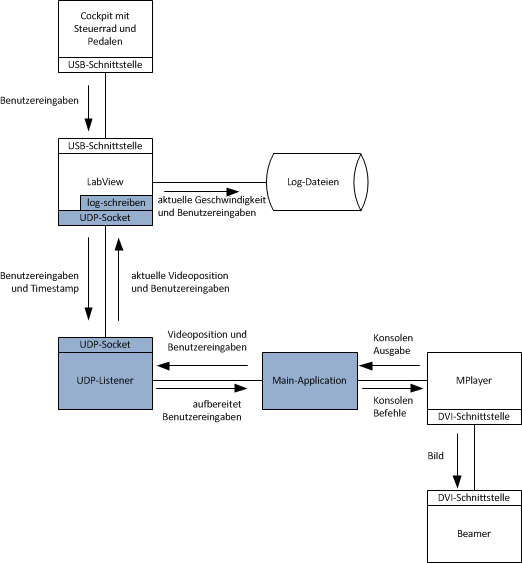 Cockpit mit
Steuerrad und
Pedalen
USB-Schnittstelle
Benutzereingaben
USB-Schnittstelle
LabView
log-schreiben
UDP-Socket
Log-Dateien
aktuelle Geschwindigkeit
und Benutzereingaben
Benutzereingaben
und Timestamp
aktuelle Videoposition
und Benutzereingaben
UDP-Socket
UDP-Listener
Videoposition und
Benutzereingaben
aufbereitet
Benutzereingaben
Main-Application
Konsolen
Ausgabe
Konsolen
Befehle
MPlayer
DVI-Schnittstelle
Bild
DVI-Schnittstelle
Beamer